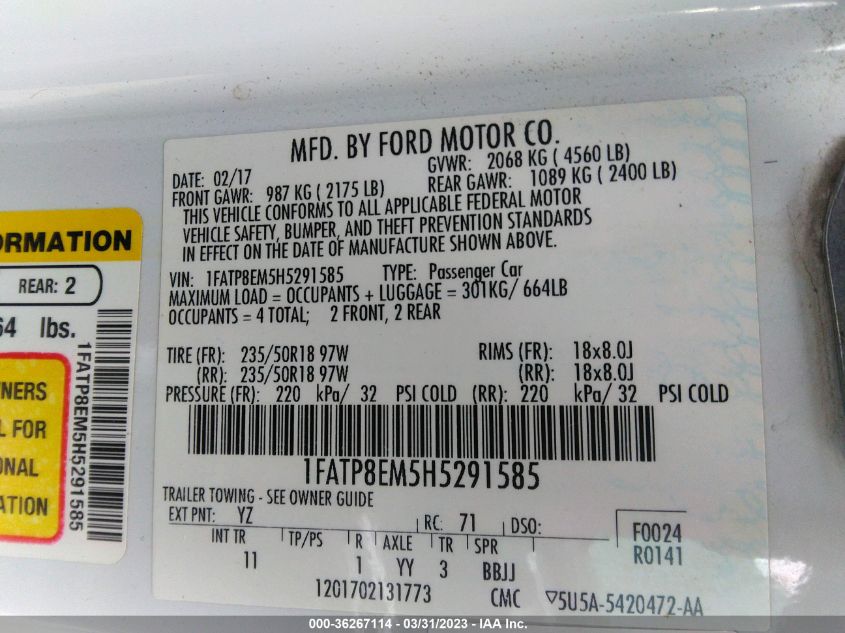 MFD. BY FORD MOTOR CO.
DATE: 02/17 GVWR: 2068 KG ( 4560 LB)
FRONT GAWR: 987 KG ( 2175 LB) REAR GAWR: 1089 KG ( 2400 LB)
THIS VEHICLE CONFORMS TO ALL APPLICABLE FEDERAL MOTOR
VEHICLE SAFETY, BUMPER, AND THEFT PREVENTION STANDARDS
IN EFFECT ON THE DATE OF MANUFACTURE SHOWN ABOVE.
VIN: 1FATP8EM5H5291585 TYPE: Passenger Car
MAXIMUM LOAD = OCCUPANTS + LUGGAGE = 301KG/ 664LB
OCCUPANTS = 4 TOTAL; 2 FRONT, 2 REAR
TIRE (FR): 235/50R18 97W RIMS (FR): 18x8.0J
(RR): 235/50R18 97W (RR): 18x8.0J
PRESSURE (FR): 220 kPa/ 32 PSI COLD (RR): 220 kPa/ 32 PSI COLD
1FATP8EM5H5291585
TRAILER TOWING - SEE OWNER GUIDE
EXT PNT: YZ RC: 71 DSO: F0024
R0141
INT TR TP/PS R AXLE TR SPR
11 1 YY 3 BBJJ
1201702131773 CMC ▽5U5A-5420472-AA
ORMATION
REAR: 2
64 lbs.
1FATP8EM5H5291585
WNERS
L FOR
ONAL
ATION
000-36267114 - 03/31/2023 - IAA Inc.